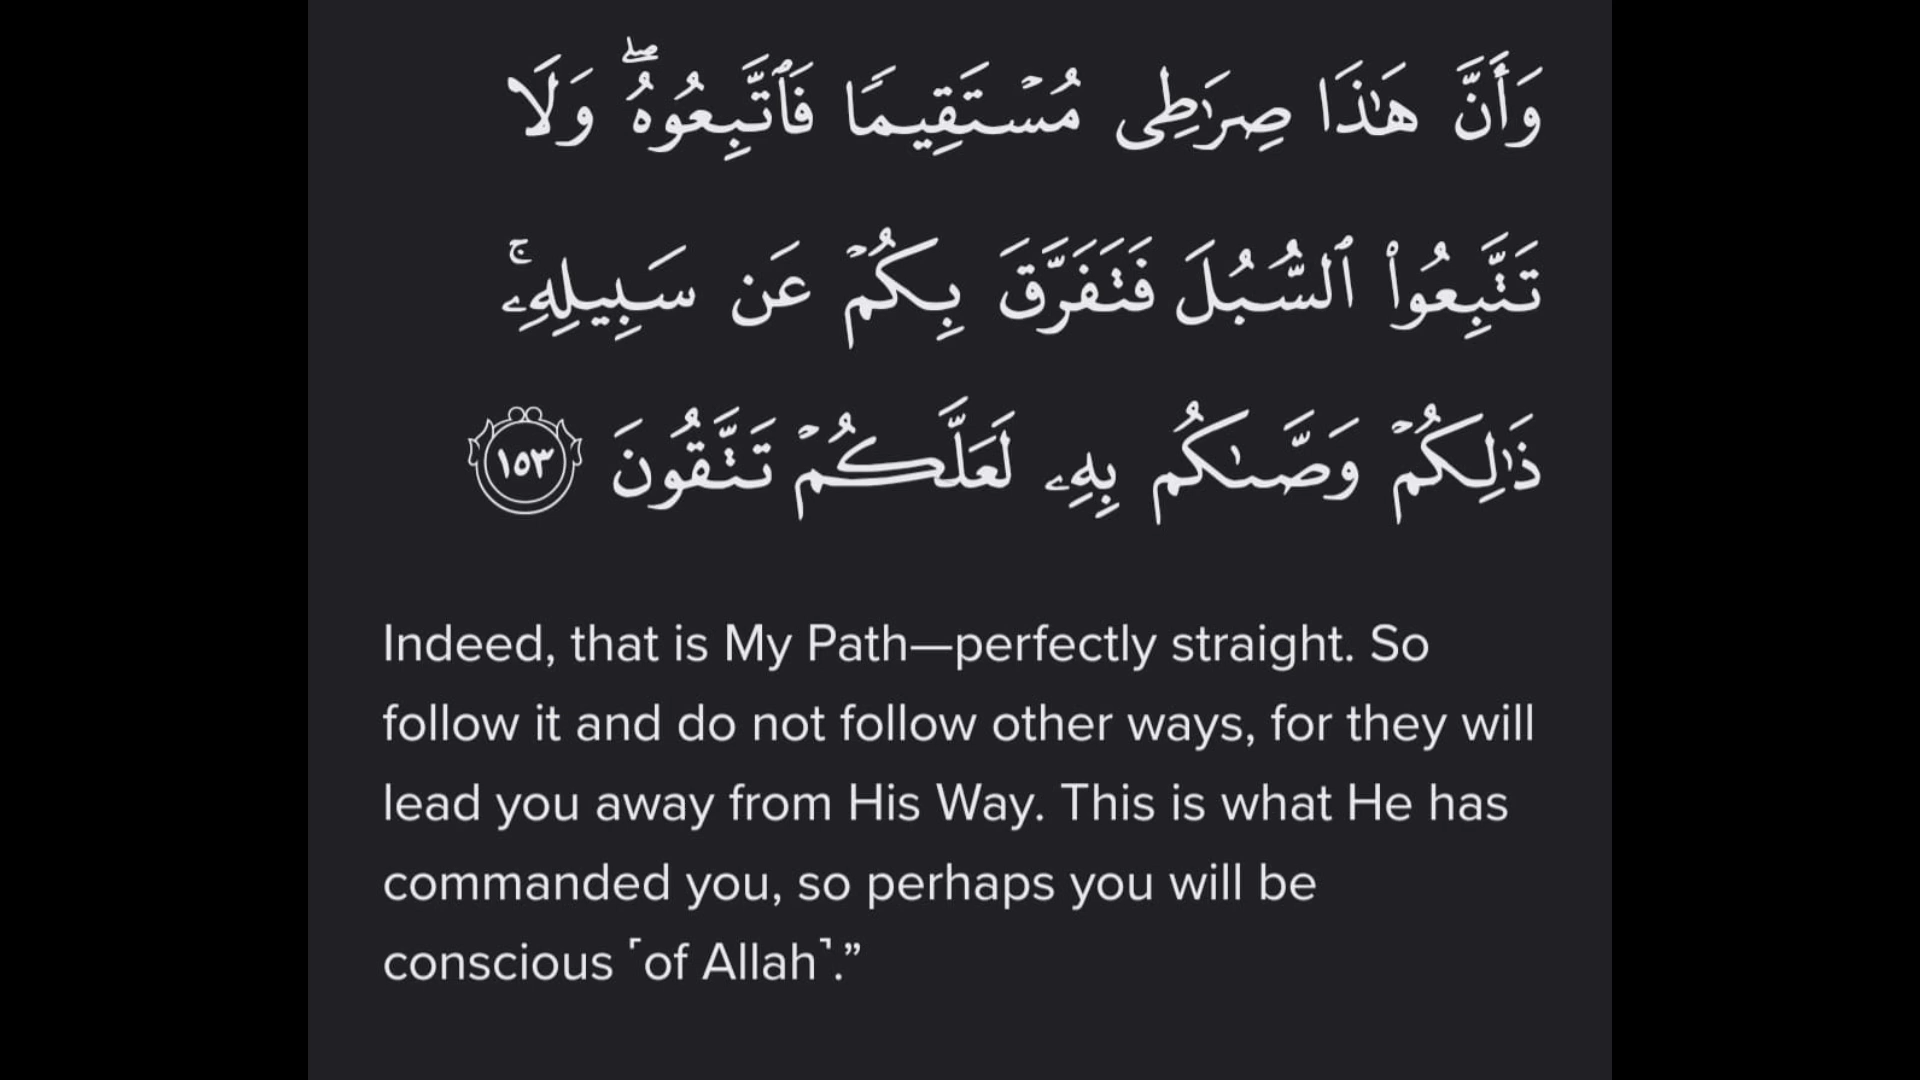 وَأَنَّ هَـٰذَا صِرَٰطِى مُسْتَقِيمًا فَٱتَّبِعُوهُ ۖ وَلَا
تَتَّبِعُوا۟ ٱلسُّبُلَ فَتَفَرَّقَ بِكُمْ عَن سَبِيلِهِۦ ۚ
ذَٰلِكُمْ وَصَّىٰكُم بِهِۦ لَعَلَّكُمْ تَتَّقُونَ ١٥٣
Indeed, that is My Path—perfectly straight. So
follow it and do not follow other ways, for they will
lead you away from His Way. This is what He has
commanded you, so perhaps you will be
conscious ˹of Allah˺.”